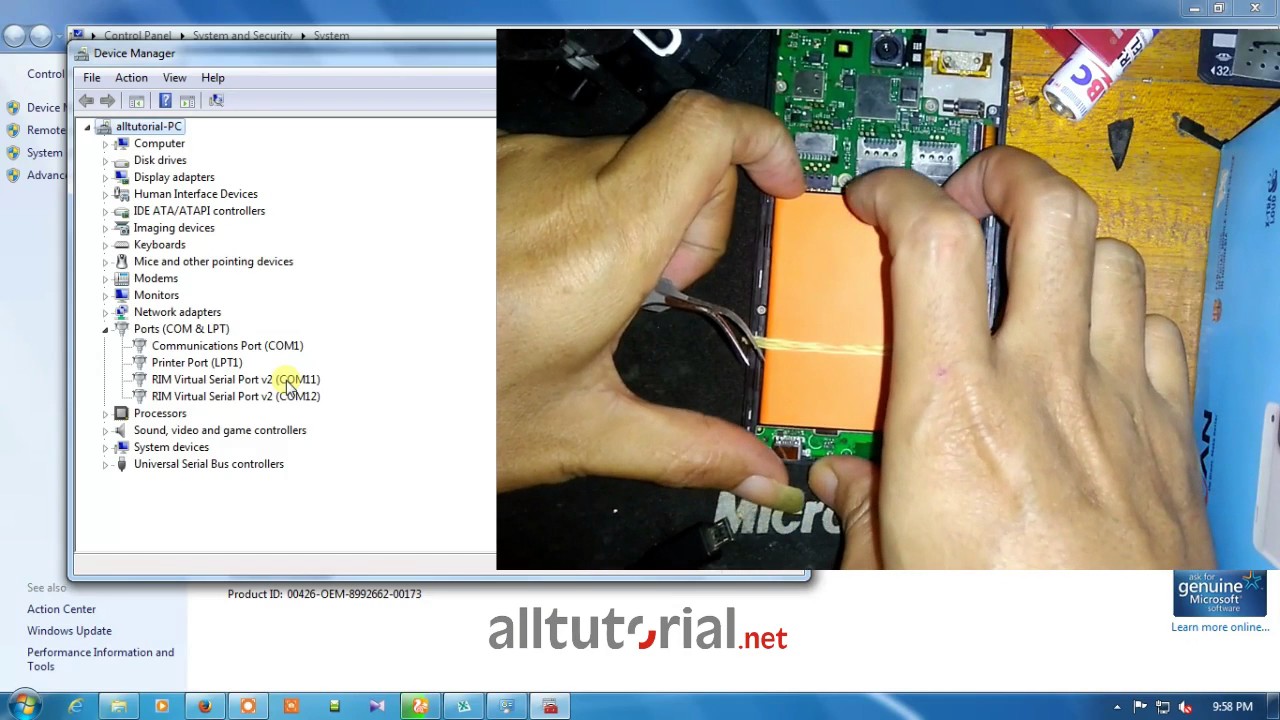 Control Panel ▸ System and Security ▸ System
Device Manager
File Action View Help
Control
Device M
Remote
System
Advanc
alltutorial-PC
Computer
Disk drives
Display adapters
Human Interface Devices
IDE ATA/ATAPI controllers
Imaging devices
Keyboards
Mice and other pointing devices
Modems
Monitors
Network adapters
Ports (COM & LPT)
Communications Port (COM1)
Printer Port (LPT1)
RIM Virtual Serial Port v2 (COM11)
RIM Virtual Serial Port v2 (COM12)
Processors
Sound, video and game controllers
System devices
Universal Serial Bus controllers
ABC
32
Micro
AN
See also
Action Center
Windows Update
Performance Information and
Tools
Product ID: 00426-OEM-8992662-00173
alltutorial.net
ask for
genuine
Microsoft
software
Learn more online...
9:58 PM